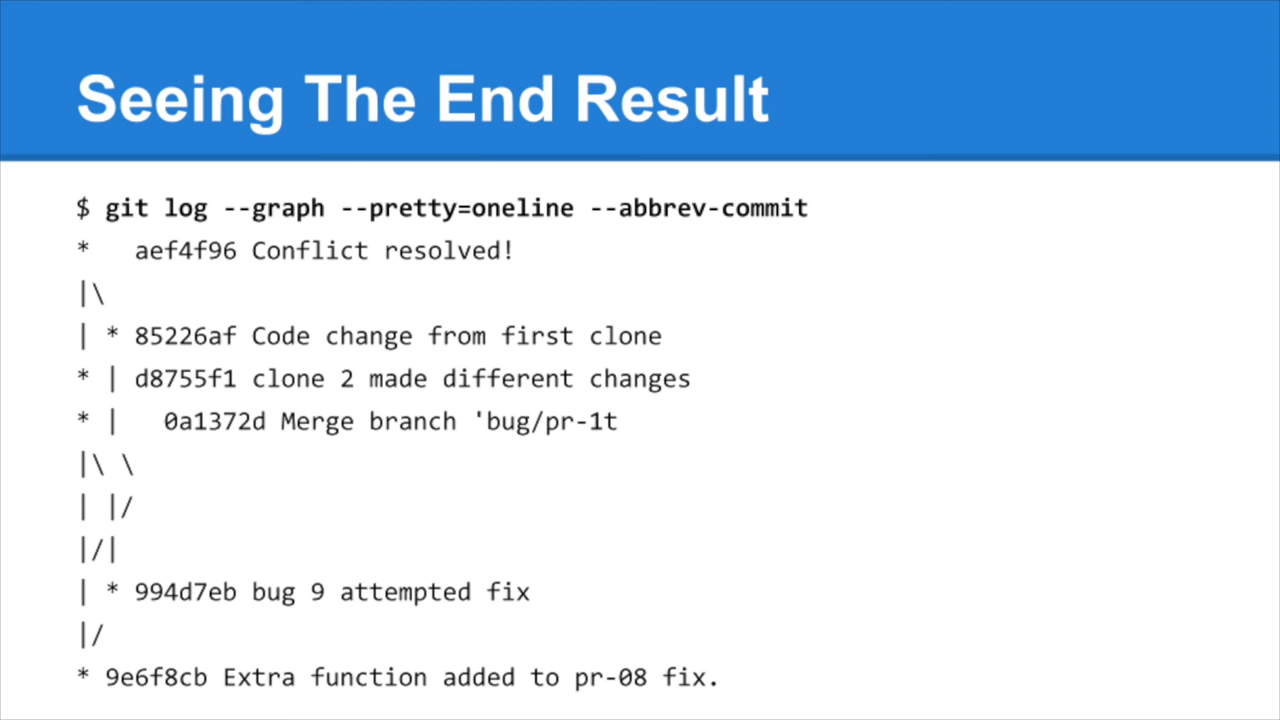 Seeing The End Result
$ git log --graph --pretty=oneline --abbrev-commit
*   aef4f96 Conflict resolved!
|\
| * 85226af Code change from first clone
* | d8755f1 clone 2 made different changes
* |   0a1372d Merge branch 'bug/pr-1t
|\ \
| |/
|/|
| * 994d7eb bug 9 attempted fix
|/
* 9e6f8cb Extra function added to pr-08 fix.